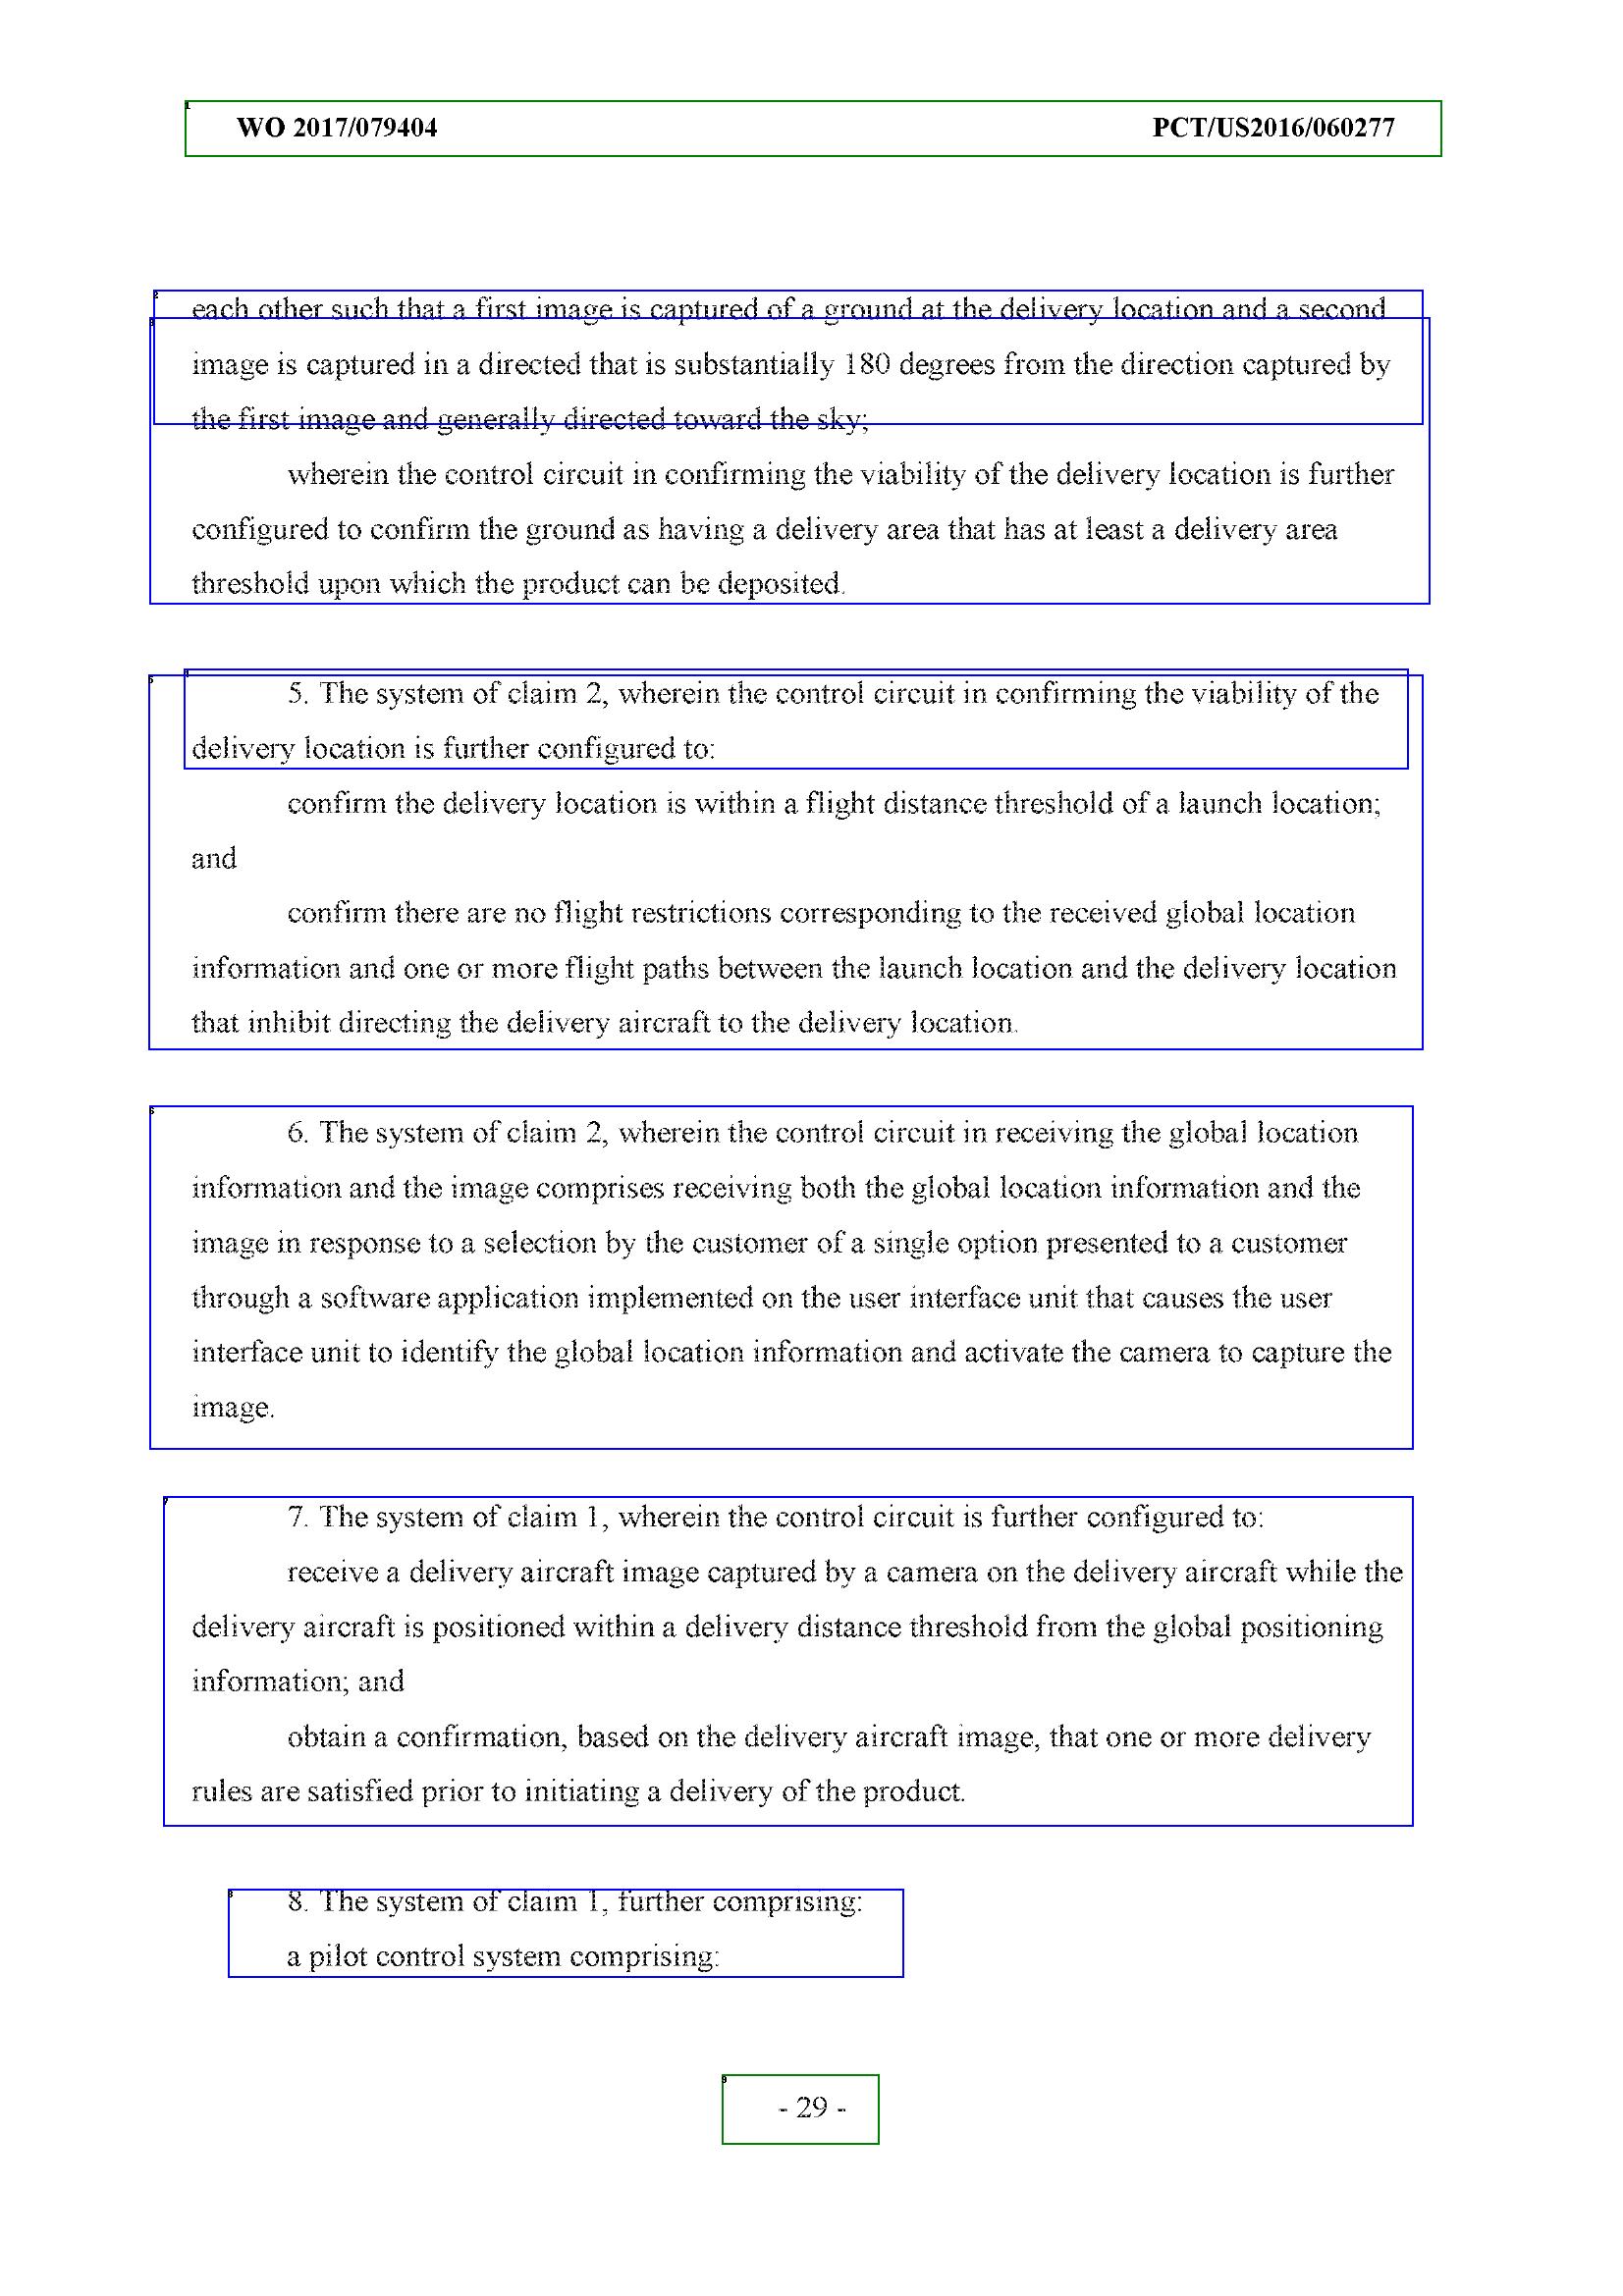 WO 2017/079404 PCT/US2016/060277
each other such that a first image is captured of a ground at the delivery location and a second
image is captured in a directed that is substantially 180 degrees from the direction captured by
the first image and generally directed toward the sky;
wherein the control circuit in confirming the viability of the delivery location is further
configured to confirm the ground as having a delivery area that has at least a delivery area
threshold upon which the product can be deposited.
5. The system of claim 2, wherein the control circuit in confirming the viability of the
delivery location is further configured to:
confirm the delivery location is within a flight distance threshold of a launch location;
and
confirm there are no flight restrictions corresponding to the received global location
information and one or more flight paths between the launch location and the delivery location
that inhibit directing the delivery aircraft to the delivery location.
6. The system of claim 2, wherein the control circuit in receiving the global location
information and the image comprises receiving both the global location information and the
image in response to a selection by the customer of a single option presented to a customer
through a software application implemented on the user interface unit that causes the user
interface unit to identify the global location information and activate the camera to capture the
image.
7. The system of claim 1, wherein the control circuit is further configured to:
receive a delivery aircraft image captured by a camera on the delivery aircraft while the
delivery aircraft is positioned within a delivery distance threshold from the global positioning
information; and
obtain a confirmation, based on the delivery aircraft image, that one or more delivery
rules are satisfied prior to initiating a delivery of the product.
8. The system of claim 1, further comprising:
a pilot control system comprising:
- 29 -